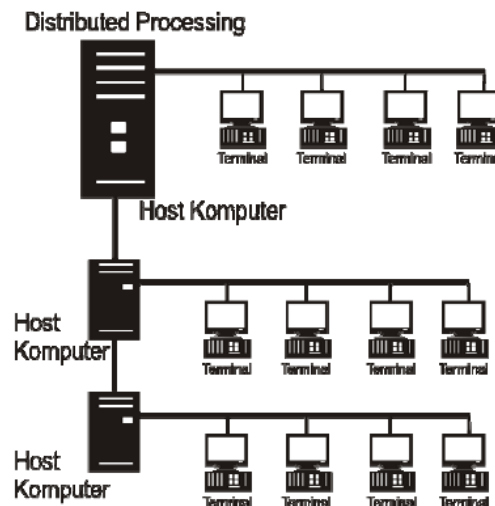 Distributed Processing
Terminal Terminal Terminal Termina
Host Komputer
Host
Komputer
Terminal Terminal Terminal Terminal
Host
Komputer
Terminal Terminal Terminal Terminal